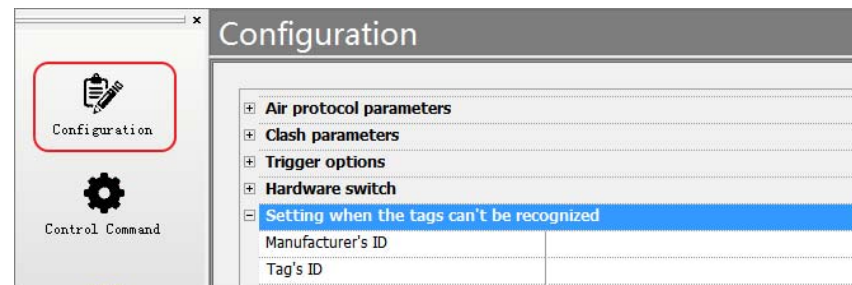 Configuration
Configuration
Control Command
Air protocol parameters
Clash parameters
Trigger options
Hardware switch
Setting when the tags can't be recognized
Manufacturer's ID
Tag's ID